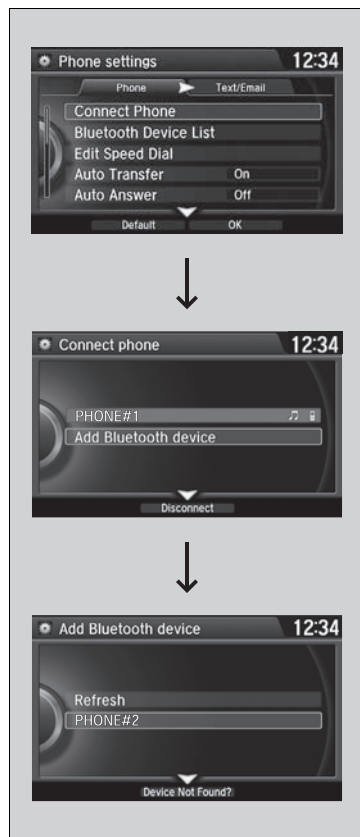 Phone settings 12:34
Phone Text/Email
Connect Phone
Bluetooth Device List
Edit Speed Dial
Auto Transfer On
Auto Answer Off
Default OK
Connect phone 12:34
PHONE#1
Add Bluetooth device
Disconnect
Add Bluetooth device 12:34
Refresh
PHONE#2
Device Not Found?